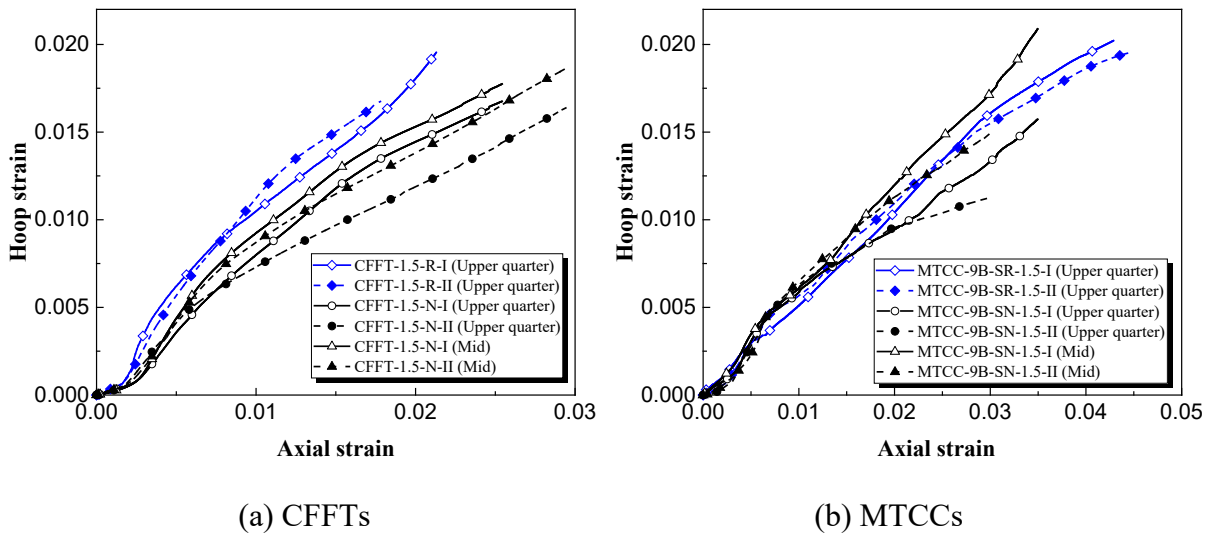 0.020
0.015
0.010
0.005
0.000
Hoop strain
CFFT-1.5-R-I (Upper quarter)
CFFT-1.5-R-II (Upper quarter)
CFFT-1.5-N-I (Upper quarter)
CFFT-1.5-N-II (Upper quarter)
CFFT-1.5-N-I (Mid)
CFFT-1.5-N-II (Mid)
0.00 0.01 0.02 0.03
Axial strain
(a) CFFTs
0.020
0.015
0.010
0.005
0.000
Hoop strain
MTCC-9B-SR-1.5-I (Upper quarter)
MTCC-9B-SR-1.5-II (Upper quarter)
MTCC-9B-SN-1.5-I (Upper quarter)
MTCC-9B-SN-1.5-II (Upper quarter)
MTCC-9B-SN-1.5-I (Mid)
MTCC-9B-SN-1.5-II (Mid)
0.00 0.01 0.02 0.03 0.04 0.05
Axial strain
(b) MTCCs